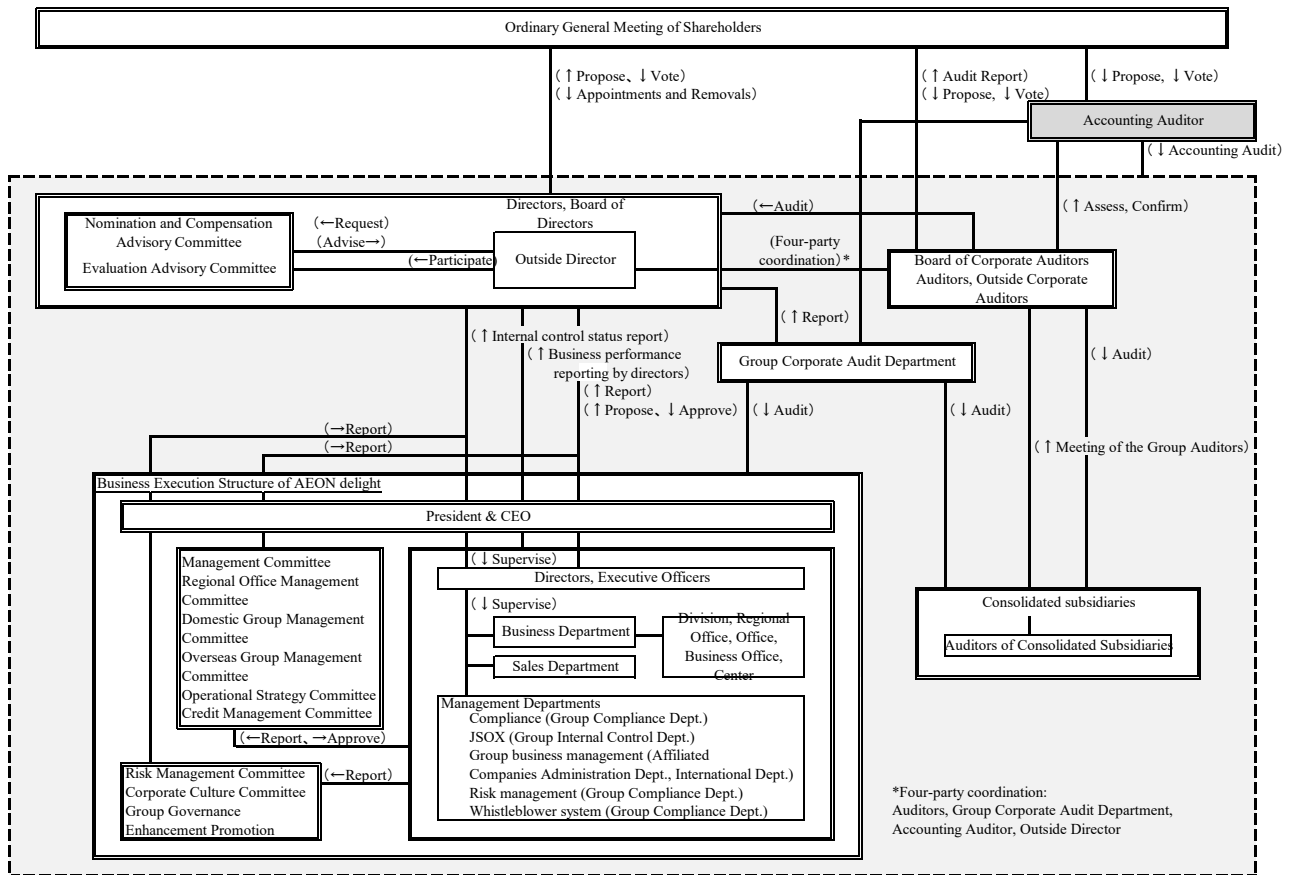 Ordinary General Meeting of Shareholders
(↑Propose、↓Vote)
(↓Appointments and Removals)
(↑Audit Report)
(↓Propose, ↓Vote)
(↓Propose, ↓Vote)
Accounting Auditor
(↓Accounting Audit)
Directors, Board of
Directors
Nomination and Compensation
Advisory Committee
Evaluation Advisory Committee
(←Request)
(Advise→)
(←Participate)
Outside Director
(←Audit)
(Four-party
coordination)*
(↑Assess, Confirm)
Board of Corporate Auditors
Auditors, Outside Corporate
Auditors
(↑Report)
Group Corporate Audit Department
(↑Internal control status report)
(↑Business performance
reporting by directors)
(↑Report)
(↑Propose、↓Approve)
(↓Audit)
(↓Audit)
(↓Audit)
(↑Meeting of the Group Auditors)
(→Report)
(→Report)
Business Execution Structure of AEON delight
President & CEO
Management Committee
Regional Office Management
Committee
Domestic Group Management
Committee
Overseas Group Management
Committee
Operational Strategy Committee
Credit Management Committee
(←Report、→Approve)
Risk Management Committee
Corporate Culture Committee
Group Governance
Enhancement Promotion
(←Report)
(↓Supervise)
Directors, Executive Officers
(↓Supervise)
Business Department
Sales Department
Division, Regional
Office, Office,
Business Office,
Center
Management Departments
Compliance (Group Compliance Dept.)
JSOX (Group Internal Control Dept.)
Group business management (Affiliated
Companies Administration Dept., International Dept.)
Risk management (Group Compliance Dept.)
Whistleblower system (Group Compliance Dept.)
Consolidated subsidiaries
Auditors of Consolidated Subsidiaries
*Four-party coordination:
Auditors, Group Corporate Audit Department,
Accounting Auditor, Outside Director